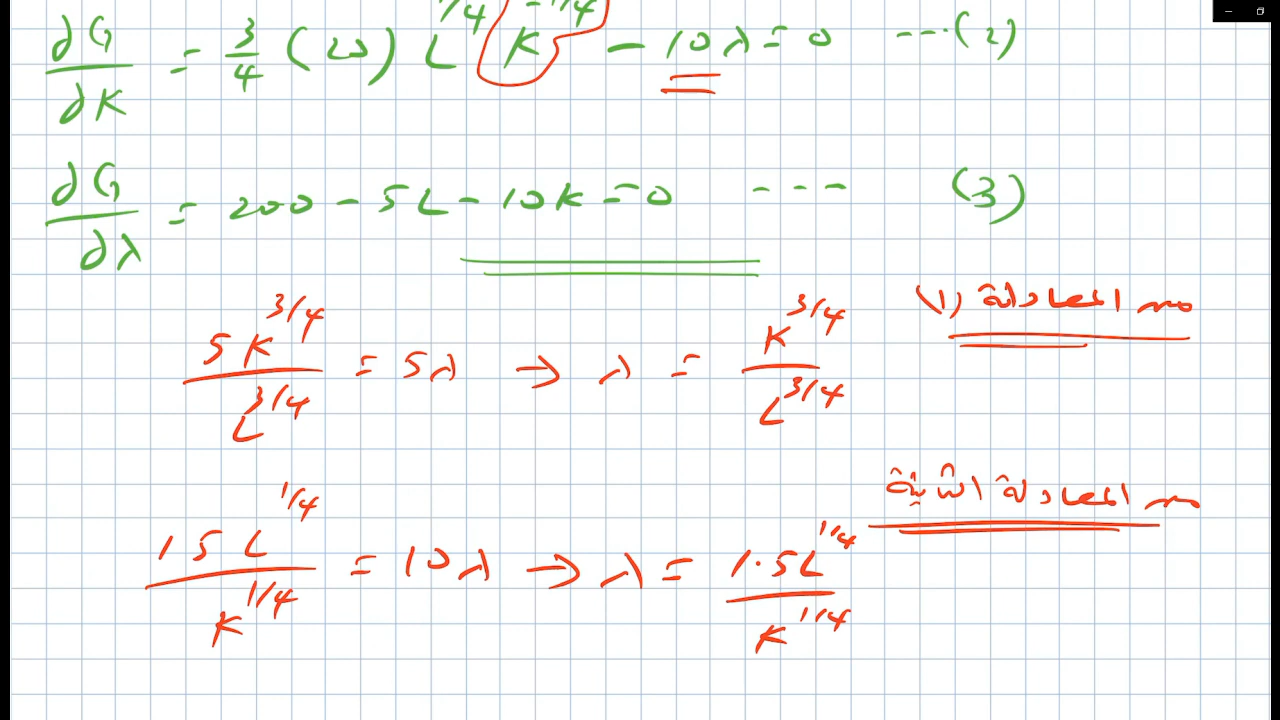 ∂G/∂K = 3/4 (20) L^1/4 K^-1/4 - 10λ = 0 ---(2)
∂G/∂λ = 200 - 5L - 10K = 0 --- (3)
من المعادلة (1)
5K^3/4 / L^3/4 = 5λ → λ = K^3/4 / L^3/4
من المعادلة الثانية
15L^1/4 / K^1/4 = 10λ → λ = 1.5L^1/4 / K^1/4